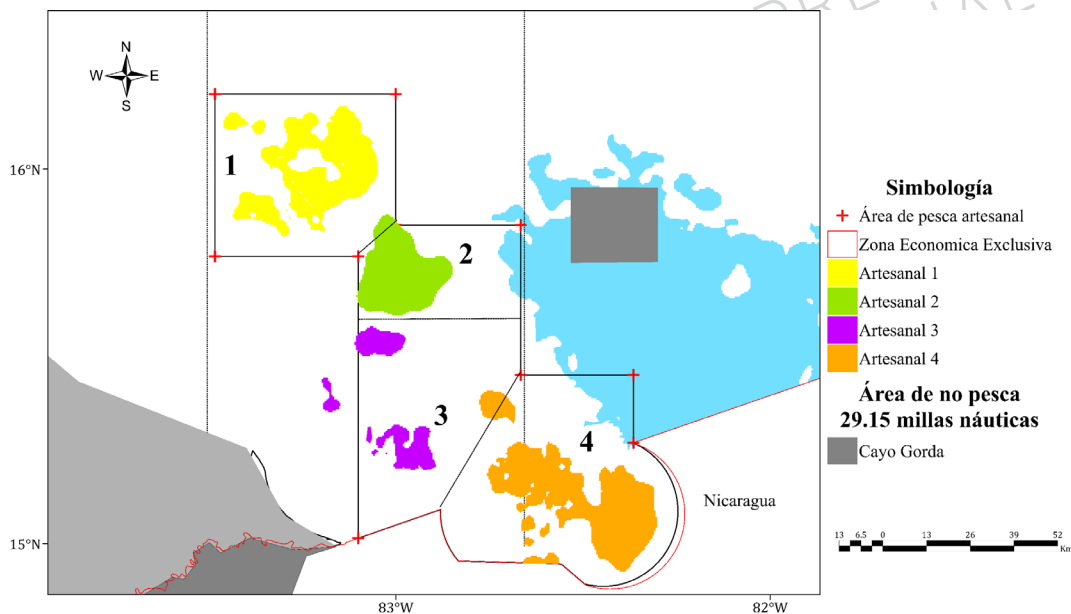 N
W E
S
16°N
15°N
83°W
82°W
1
2
3
4
Nicaragua
Simbología
Área de pesca artesanal
Zona Economica Exclusiva
Artesanal 1
Artesanal 2
Artesanal 3
Artesanal 4
Área de no pesca
29.15 millas náuticas
Cayo Gorda
13 6.5 0 13 26 39 52
Km